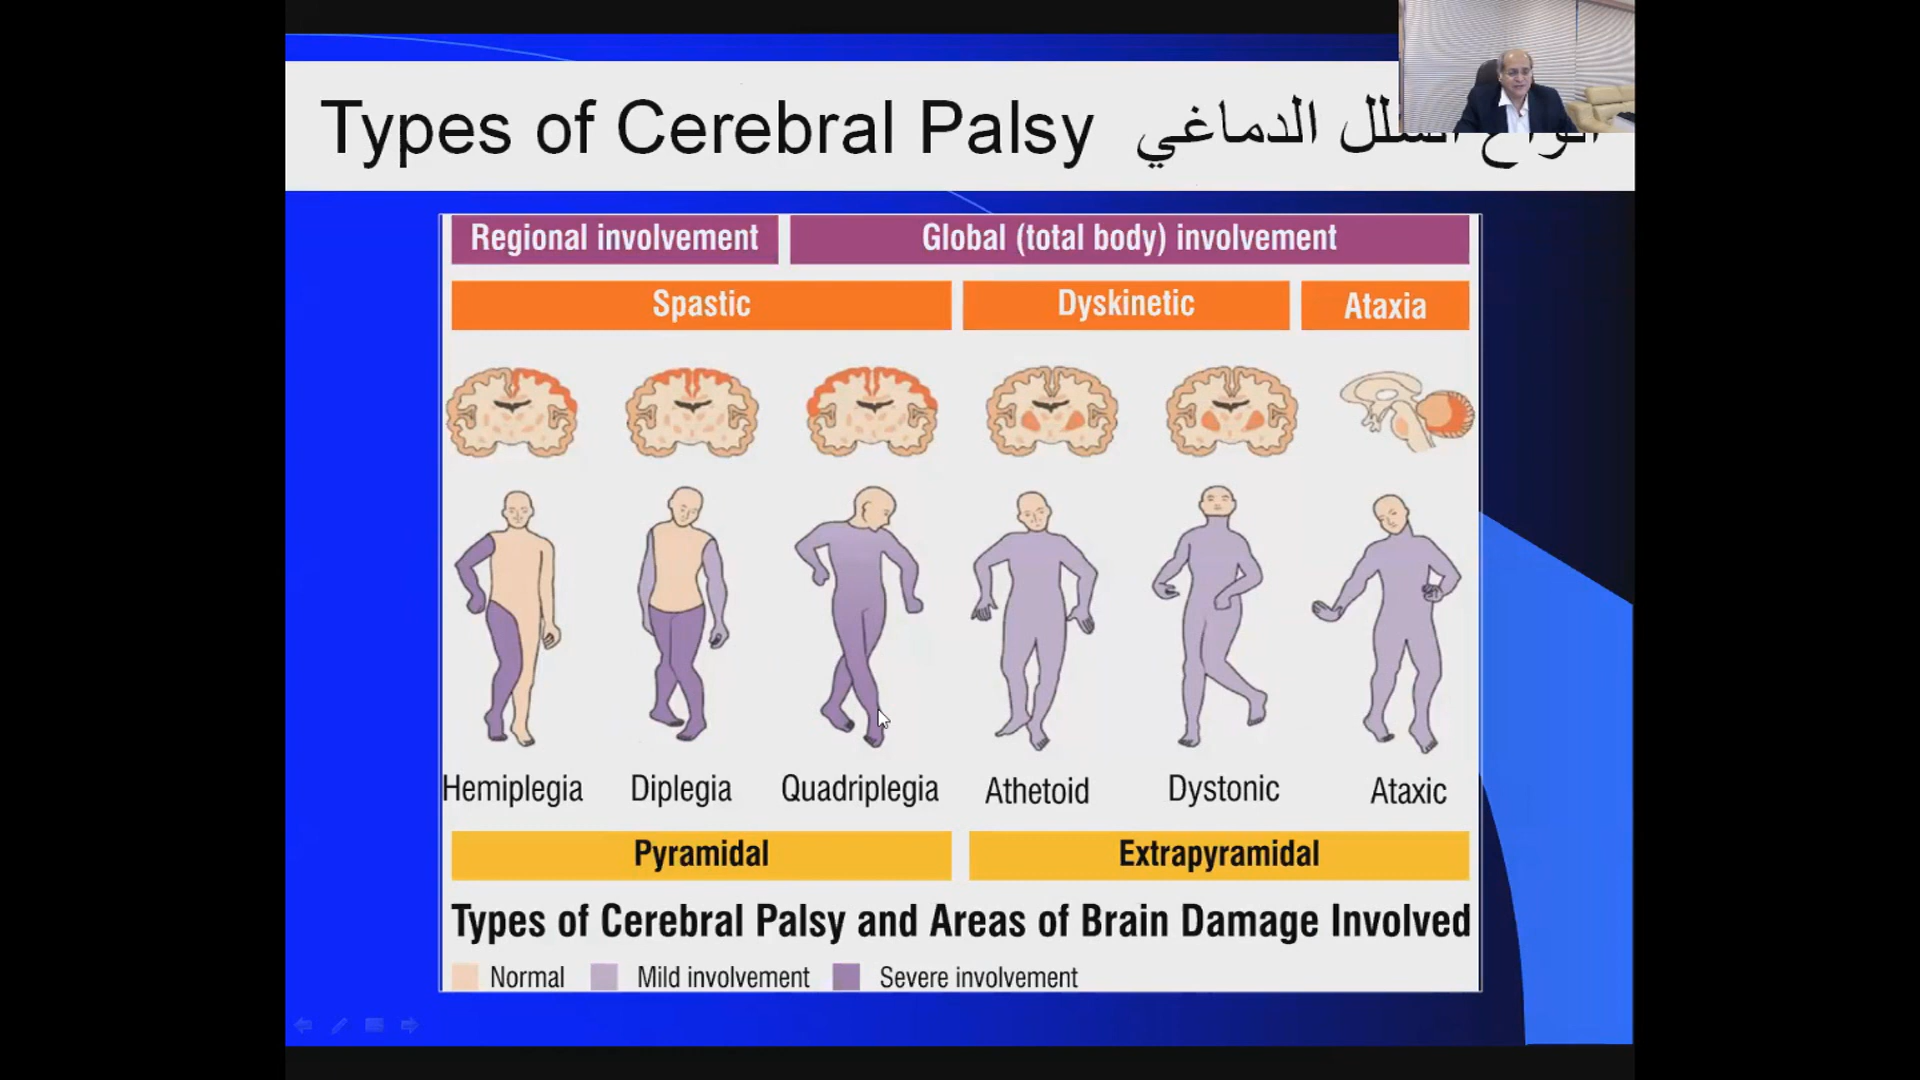 Types of Cerebral Palsy الشلل الدماغي
Regional involvement Global (total body) involvement
Spastic Dyskinetic Ataxia
Hemiplegia Diplegia Quadriplegia Athetoid Dystonic Ataxic
Pyramidal Extrapyramidal
Types of Cerebral Palsy and Areas of Brain Damage Involved
Normal Mild involvement Severe involvement